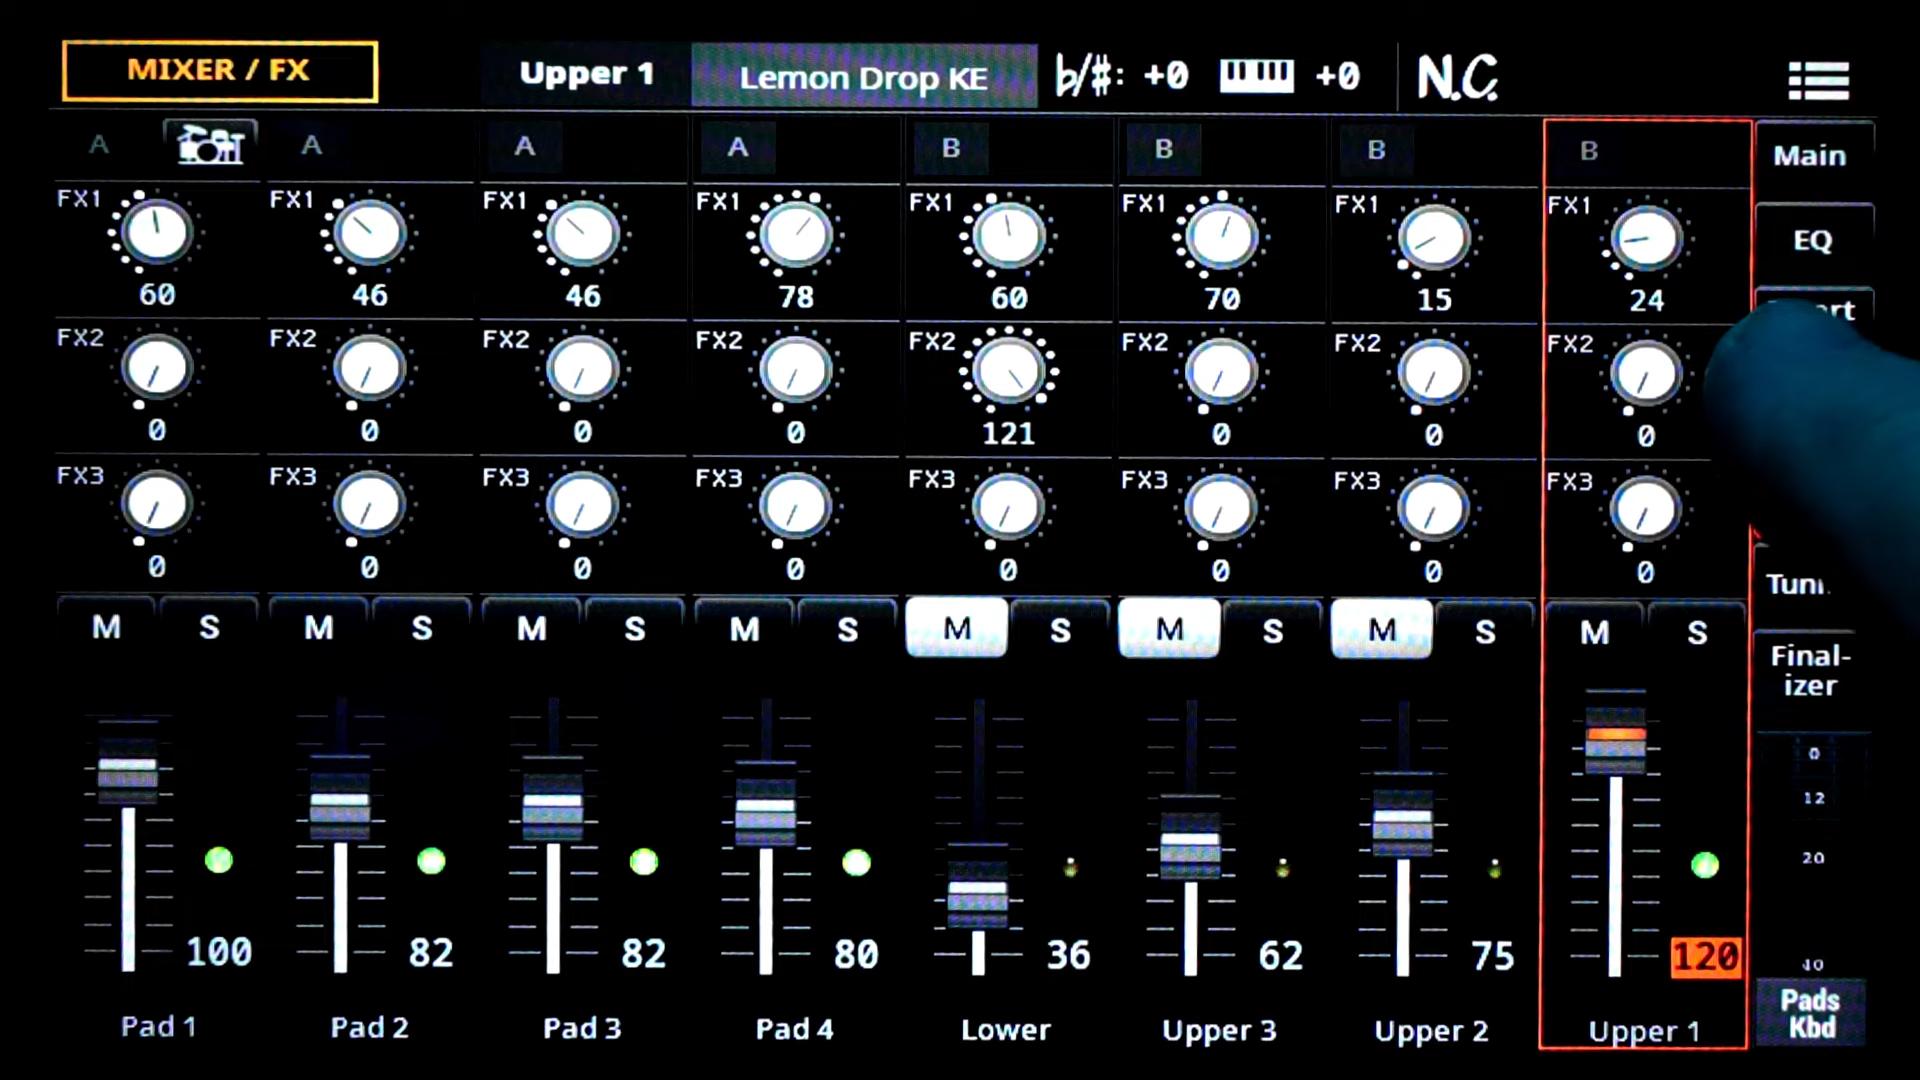 MIXER / FX Upper 1 Lemon Drop KE b/#: +0 +0 N.C.
A A A A B B B B Main
FX1 FX1 FX1 FX1 FX1 FX1 FX1 FX1 EQ
60 46 46 78 60 70 15 24
FX2 FX2 FX2 FX2 FX2 FX2 FX2 FX2
0 0 0 0 121 0 0 0
FX3 FX3 FX3 FX3 FX3 FX3 FX3 FX3
0 0 0 0 0 0 0 0
M S M S M S M S M S M S M S M S
Final-
izer
0
12
20
100 82 82 80 36 62 75 120
40
Pad 1 Pad 2 Pad 3 Pad 4 Lower Upper 3 Upper 2 Upper 1
Pads
Kbd